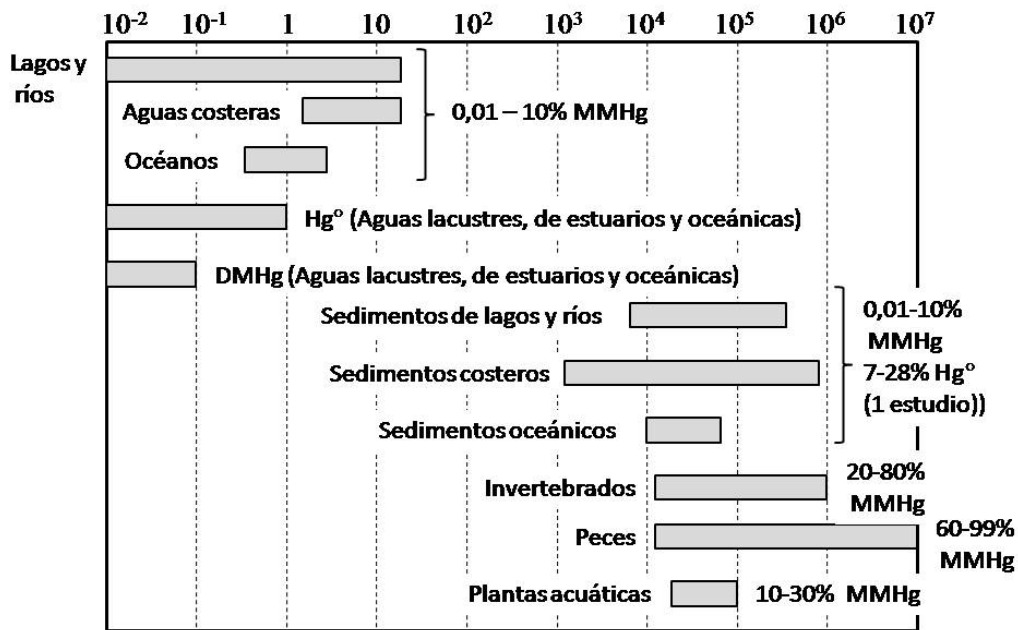 10⁻² 10⁻¹ 1 10 10² 10³ 10⁴ 10⁵ 10⁶ 10⁷
Lagos y
ríos
Aguas costeras
0,01 – 10% MMHg
Océanos
Hg° (Aguas lacustres, de estuarios y oceánicas)
DMHg (Aguas lacustres, de estuarios y oceánicas)
Sedimentos de lagos y ríos
0,01-10%
MMHg
Sedimentos costeros
7-28% Hg°
(1 estudio))
Sedimentos oceánicos
Invertebrados
20-80%
MMHg
Peces
60-99%
MMHg
Plantas acuáticas
10-30% MMHg